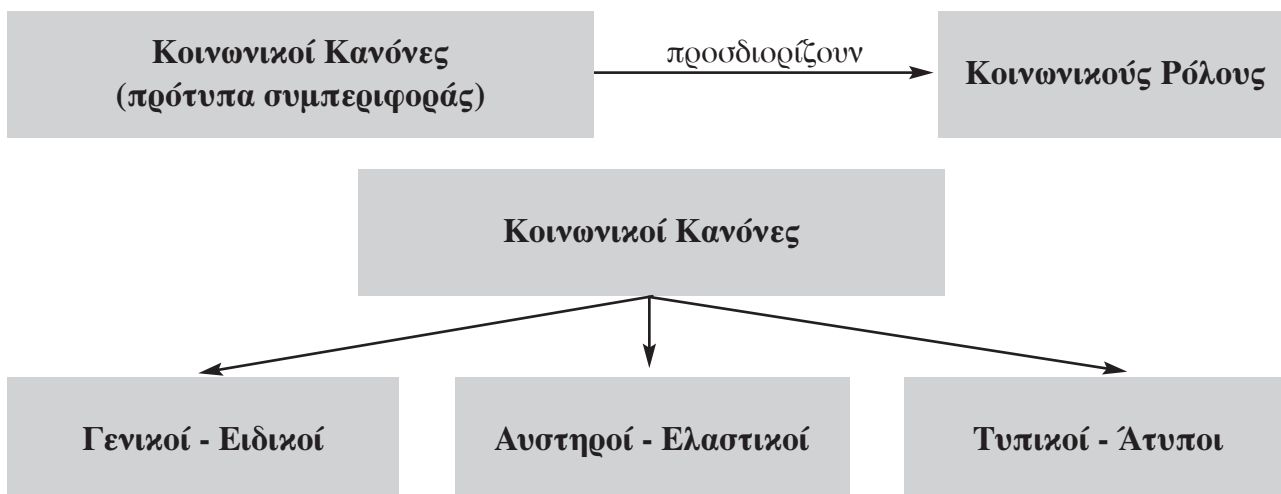 Κοινωνικοί Κανόνες
(πρότυπα συμπεριφοράς)
προσδιορίζουν
Κοινωνικούς Ρόλους
Κοινωνικοί Κανόνες
Γενικοί - Ειδικοί
Αυστηροί - Ελαστικοί
Τυπικοί - Άτυποι